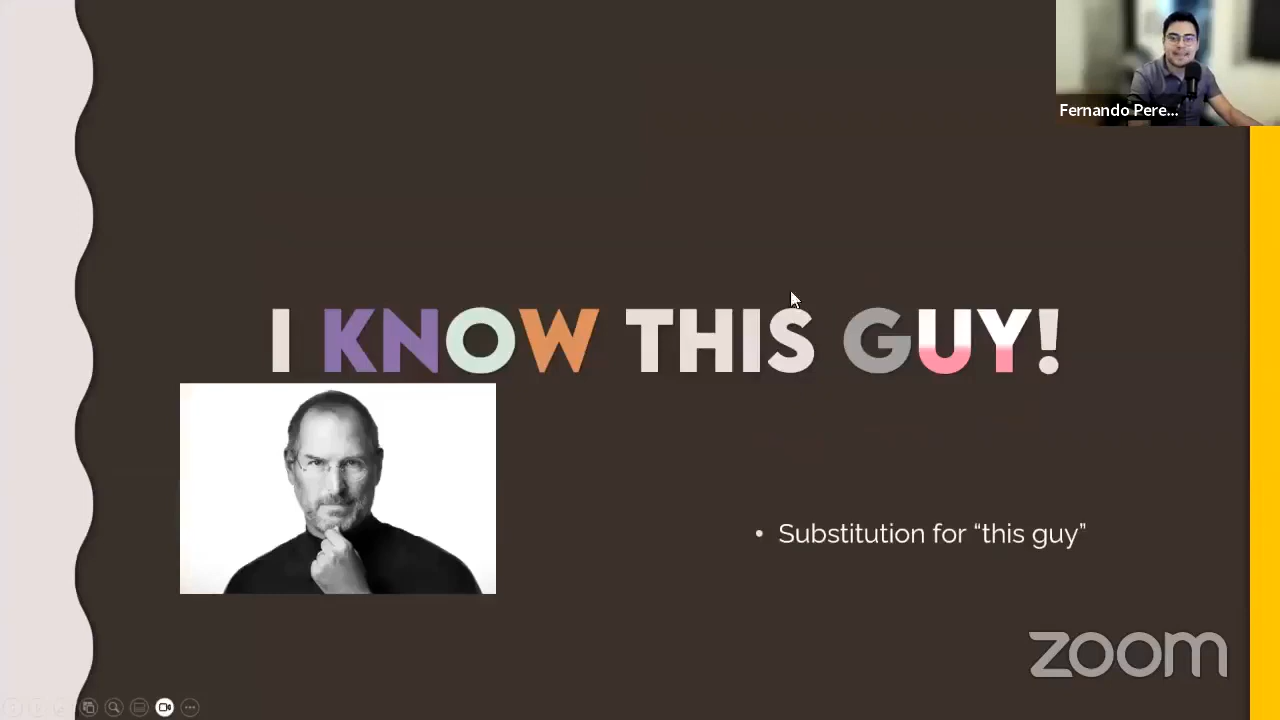 Fernando Pere...
I KNOW THIS GUY!
• Substitution for “this guy”
zoom